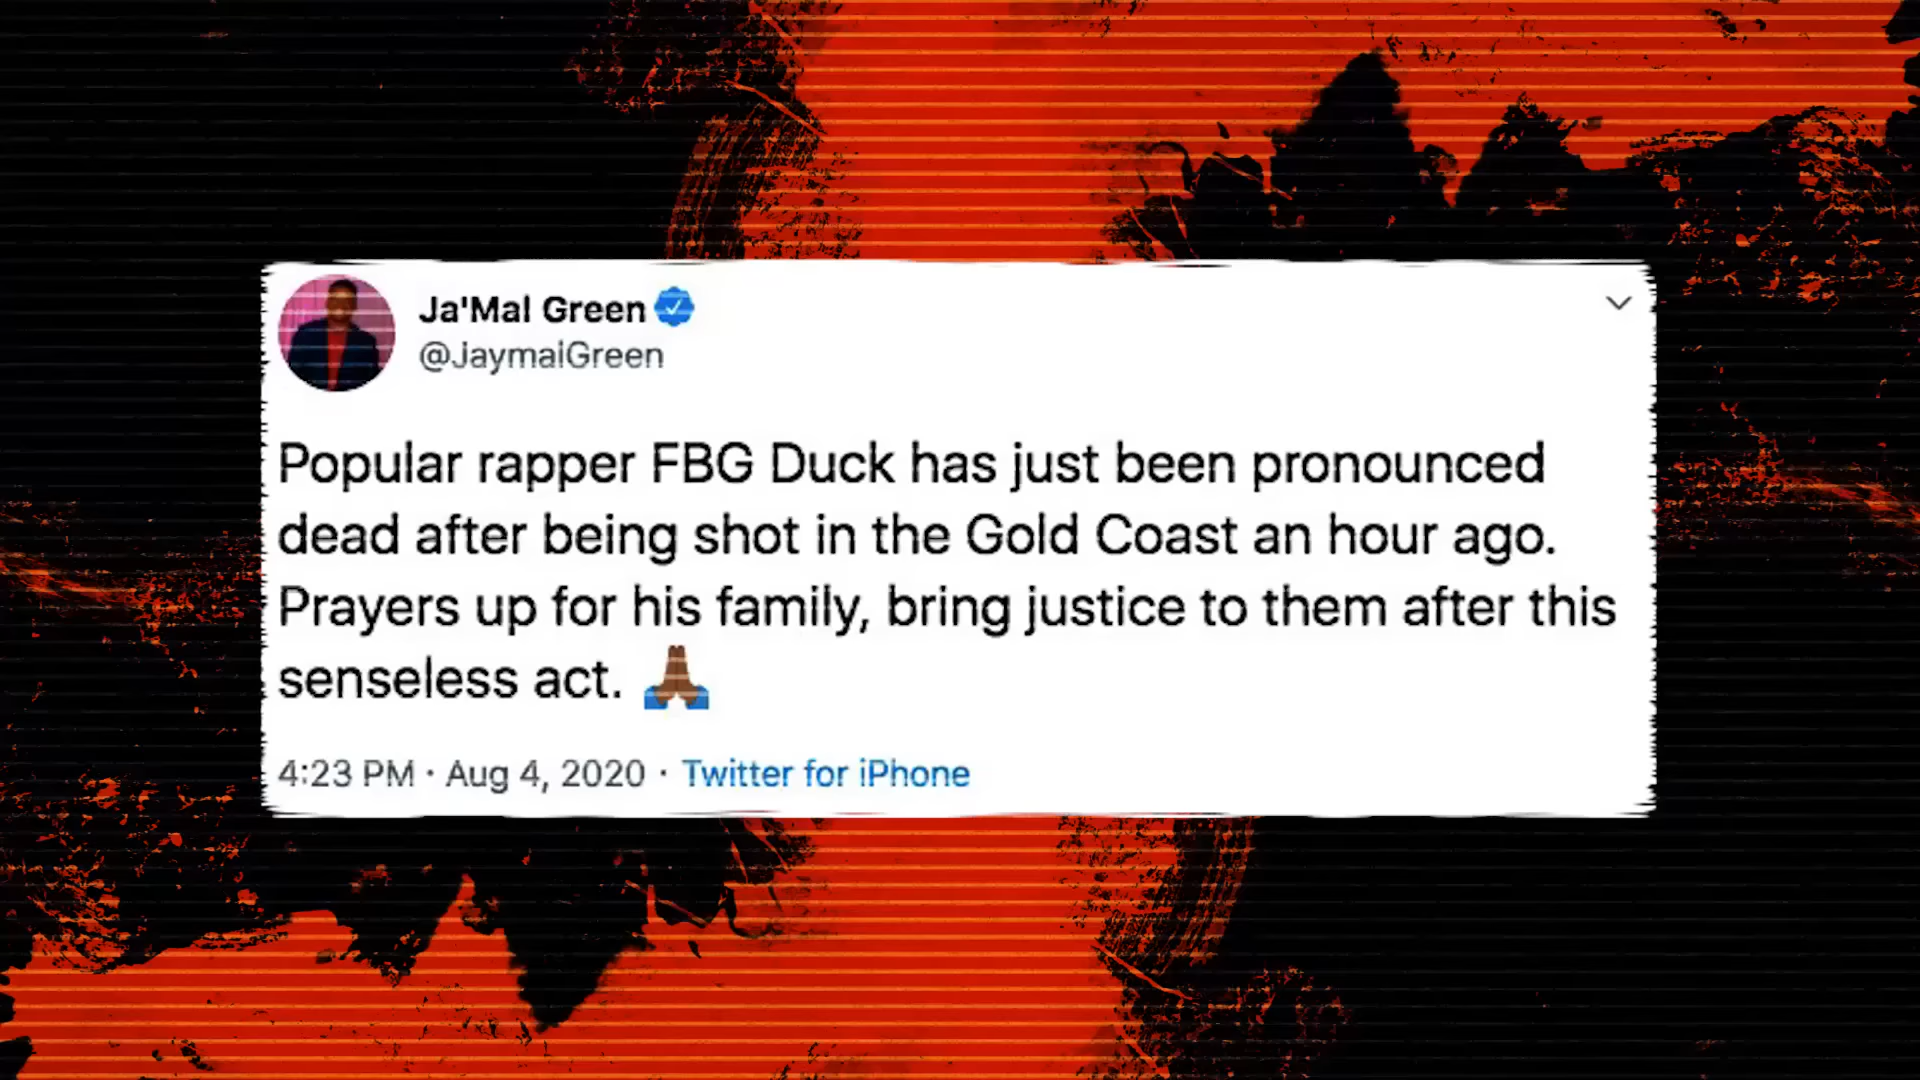 Ja'Mal Green
@JaymalGreen
Popular rapper FBG Duck has just been pronounced
dead after being shot in the Gold Coast an hour ago.
Prayers up for his family, bring justice to them after this
senseless act. 🙏🏾
4:23 PM · Aug 4, 2020 · Twitter for iPhone